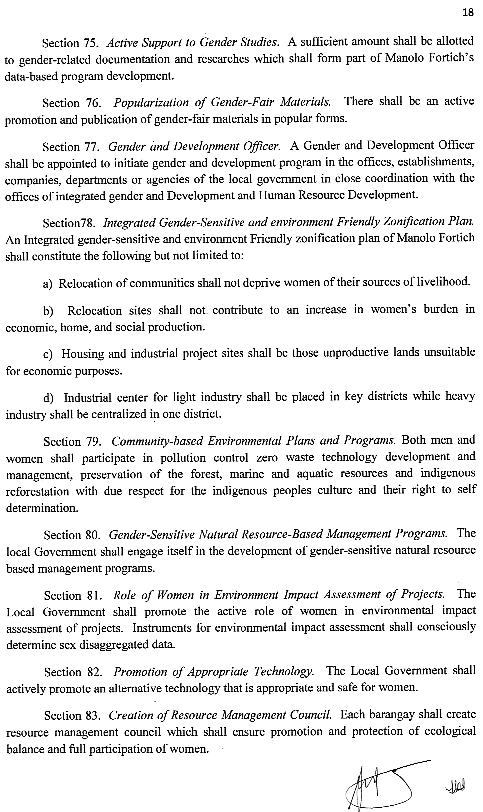 18
Section 75. Active Support to Gender Studies. A sufficient amount shall be allotted
to gender-related documentation and researches which shall form part of Manolo Fortich's
data-based program development.
Section 76. Popularization of Gender-Fair Materials. There shall be an active
promotion and publication of gender-fair materials in popular forms.
Section 77. Gender and Development Officer. A Gender and Development Officer
shall be appointed to initiate gender and development program in the offices, establishments,
companies, departments or agencies of the local government in close coordination with the
offices of integrated gender and Development and Human Resource Development.
Section78. Integrated Gender-Sensitive and environment Friendly Zonification Plan.
An Integrated gender-sensitive and environment Friendly zonification plan of Manolo Fortich
shall constitute the following but not limited to:
a) Relocation of communities shall not deprive women of their sources of livelihood.
b) Relocation sites shall not contribute to an increase in women's burden in
economic, home, and social production.
c) Housing and industrial project sites shall be those unproductive lands unsuitable
for economic purposes.
d) Industrial center for light industry shall be placed in key districts while heavy
industry shall be centralized in one district.
Section 79. Community-based Environmental Plans and Programs. Both men and
women shall participate in pollution control zero waste technology development and
management, preservation of the forest, marine and aquatic resources and indigenous
reforestation with due respect for the indigenous peoples culture and their right to self
determination.
Section 80. Gender-Sensitive Natural Resource-Based Management Programs. The
local Government shall engage itself in the development of gender-sensitive natural resource
based management programs.
Section 81. Role of Women in Environment Impact Assessment of Projects. The
Local Government shall promote the active role of women in environmental impact
assessment of projects. Instruments for environmental impact assessment shall consciously
determine sex disaggregated data.
Section 82. Promotion of Appropriate Technology. The Local Government shall
actively promote an alternative technology that is appropriate and safe for women.
Section 83. Creation of Resource Management Council. Each barangay shall create
resource management council which shall ensure promotion and protection of ecological
balance and full participation of women.